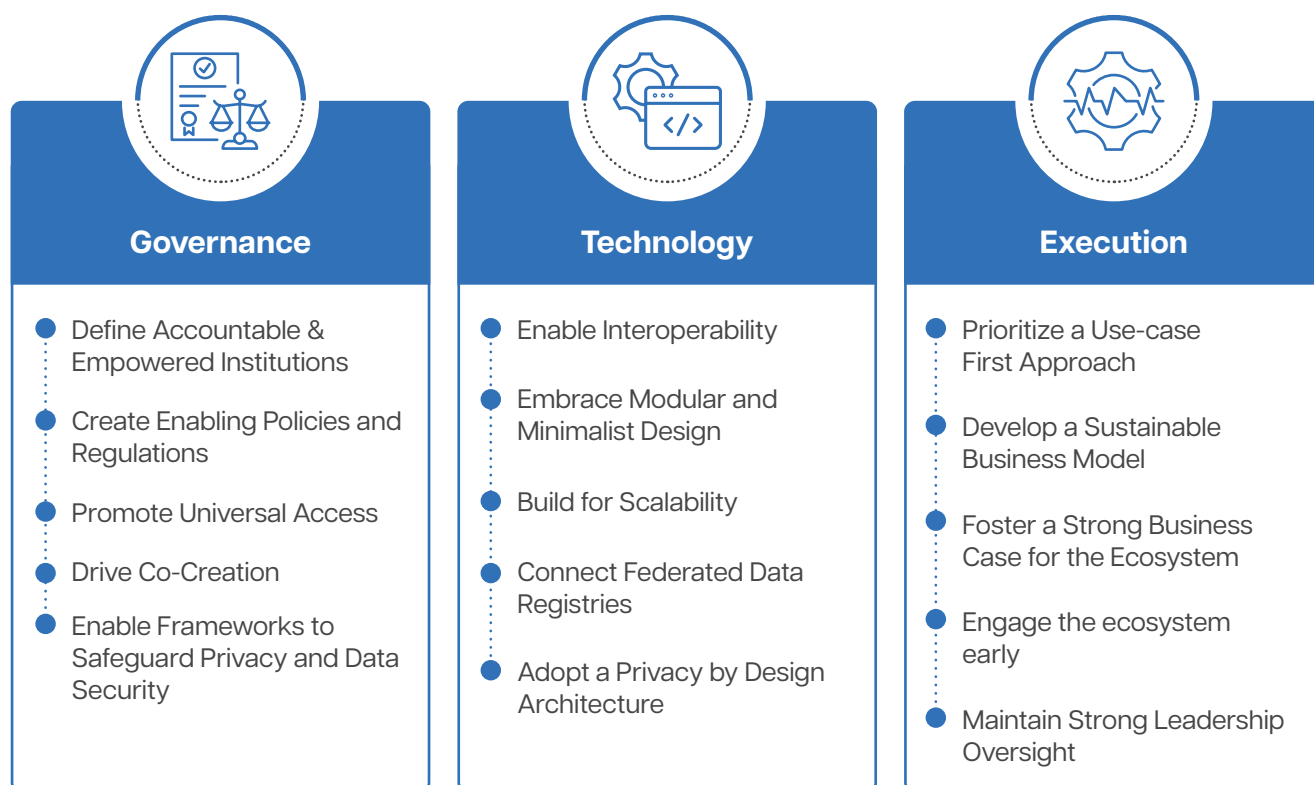 Governance
Define Accountable &
Empowered Institutions
Create Enabling Policies and
Regulations
Promote Universal Access
Drive Co-Creation
Enable Frameworks to
Safeguard Privacy and Data
Security
</>
Technology
Enable Interoperability
Embrace Modular and
Minimalist Design
Build for Scalability
Connect Federated Data
Registries
Adopt a Privacy by Design
Architecture
Execution
Prioritize a Use-case
First Approach
Develop a Sustainable
Business Model
Foster a Strong Business
Case for the Ecosystem
Engage the ecosystem
early
Maintain Strong Leadership
Oversight